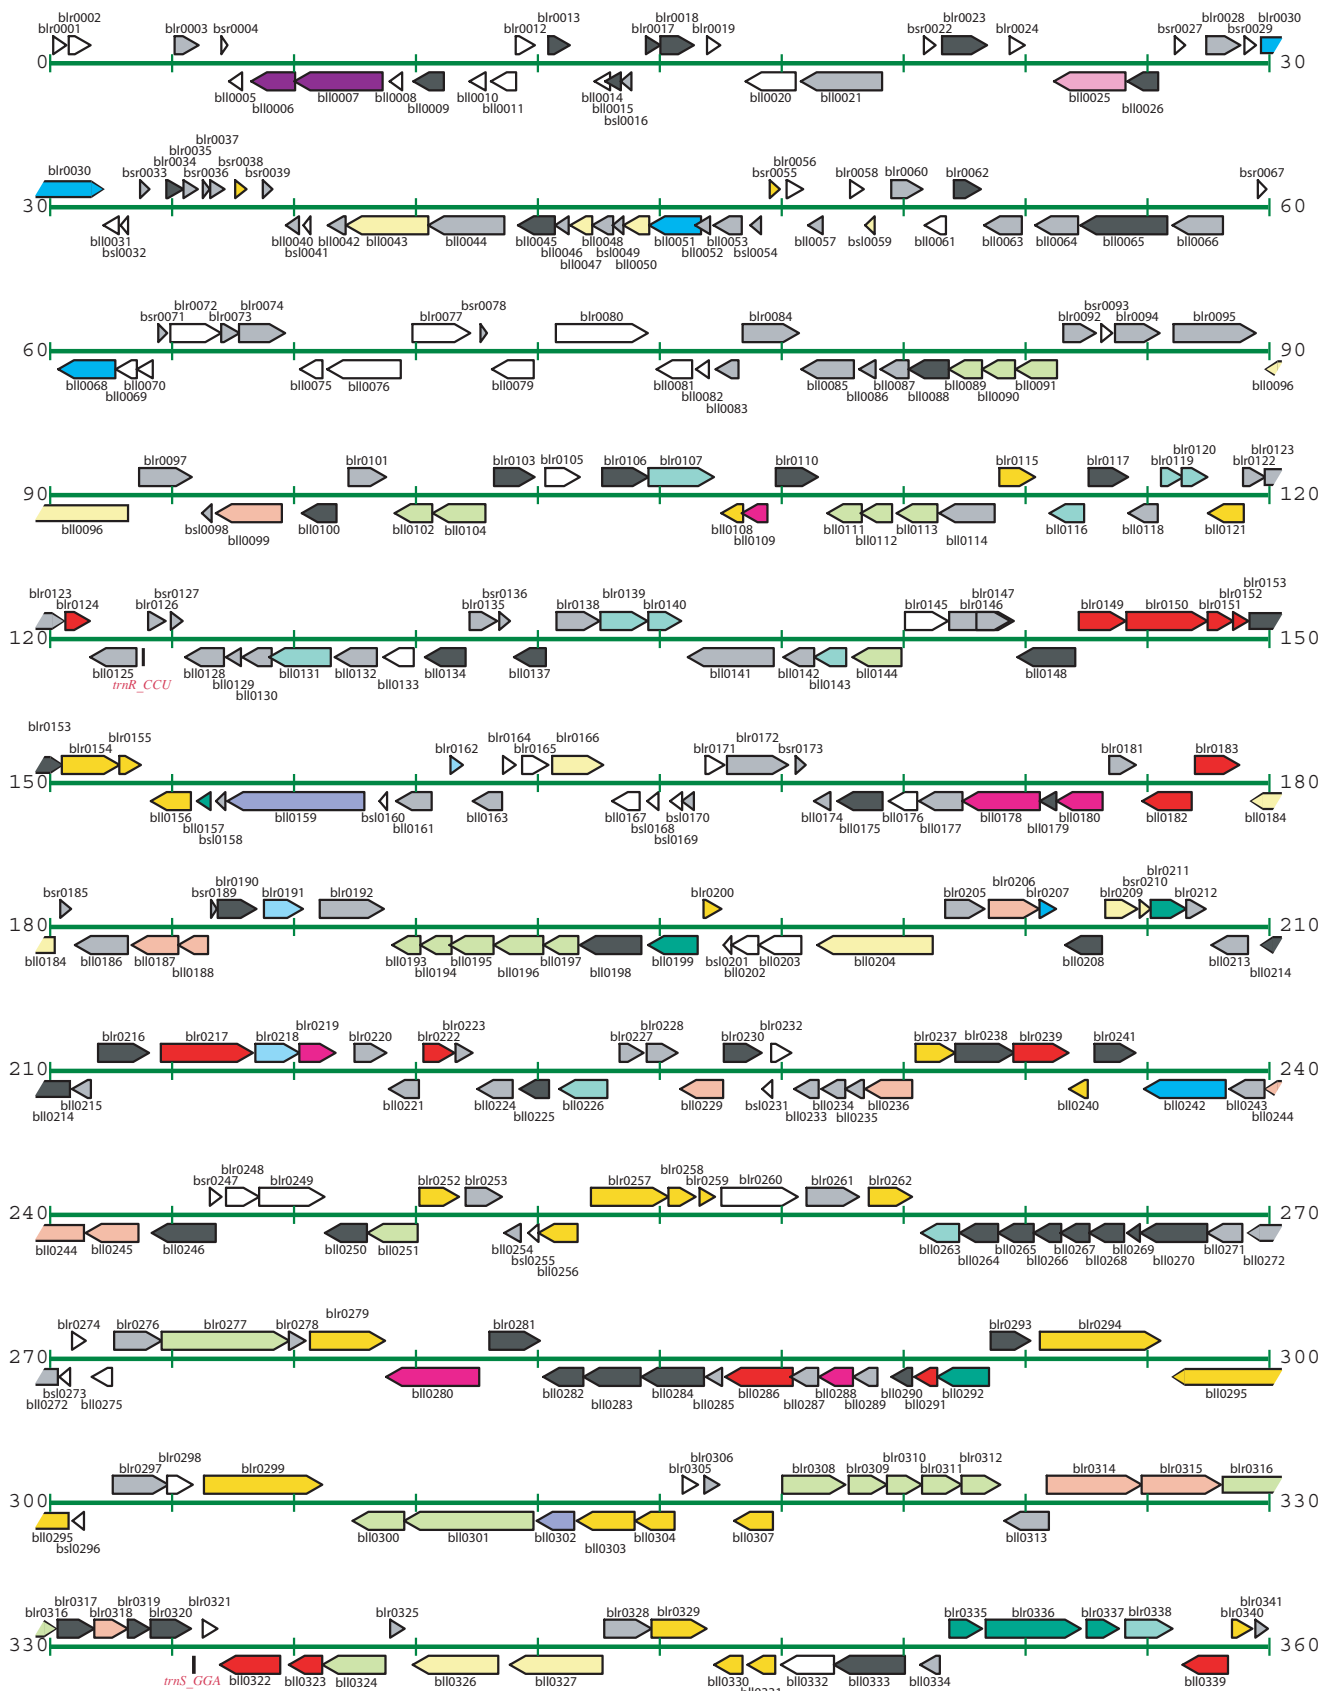 blr0002 blr0013 blr0018 blr0023 blr0028 blr0030
blr0001 blr0003 bsr0004 blr0012 blr0017 blr0019 bsr0022 blr0024 bsr0027 bsr0029
0 30
bll0005 bll0007 bll0008 bll0010 bll0014 bll0020 bll0021 bll0025
bll0006 bll0009 bll0011 bll0015 bll0026
bsl0016
blr0037
blr0035
blr0034 bsr0038 blr0056
blr0030 bsr0033 bsr0036 bsr0039 bsr0055 blr0058 blr0060 blr0062 bsr0067
30 60
bll0031 bll0040 bll0042 bll0043 bll0044 bll0045 bll0048 bll0051 bll0053 bll0057 bsl0059 bll0061 bll0063 bll0064 bll0065 bll0066
bsl0032 bsl0041 bll0046 bsl0049 bll0052 bsl0054
bll0047 bll0050
blr0072 blr0074 bsr0078 bsr0093
bsr0071 blr0073 blr0077 blr0080 blr0084 blr0092 blr0094 blr0095
60 90
bll0068 bll0070 bll0075 bll0076 bll0079 bll0081 bll0085 bll0087 bll0089 bll0091 bll0096
bll0069 bll0082 bll0086 bll0088 bll0090
bll0083
blr0120 blr0123
blr0097 blr0101 blr0103 blr0105 blr0106 blr0107 blr0110 blr0115 blr0117 blr0119 blr0122
90 120
bll0096 bsl0098 bll0100 bll0102 bll0104 bll0108 bll0111 bll0113 bll0116 bll0118 bll0121
bll0099 bll0109 bll0112 bll0114
blr0153
blr0123 bsr0127 bsr0136 blr0139 blr0147 blr0152
blr0124 blr0126 blr0135 blr0138 blr0140 blr0145 blr0146 blr0149 blr0150 blr0151
120 150
bll0125 bll0128 bll0131 bll0132 bll0134 bll0137 bll0141 bll0142 bll0144 bll0148
trnR_CCU bll0129 bll0133 bll0143
bll0130
blr0153 blr0155 blr0164 blr0166 blr0172
blr0154 blr0162 blr0165 blr0171 bsr0173 blr0181 blr0183
150 180
bll0156 bll0159 bsl0160 bll0163 bll0167 bsl0170 bll0174 bll0176 bll0178 bll0180 bll0182 bll0184
bll0157 bll0161 bsl0168 bll0175 bll0177 bll0179
bsl0158 bsl0169
blr0211
blr0190 blr0206 bsr0210
bsr0185 bsr0189 blr0191 blr0192 blr0200 blr0205 blr0207 blr0209 blr0212
180 210
bll0184 bll0186 bll0187 bll0193 bll0195 bll0197 bll0198 bll0199 bsl0201 bll0203 bll0204 bll0208 bll0213
bll0188 bll0194 bll0196 bll0202 bll0214
blr0219 blr0223 blr0228 blr0232
blr0216 blr0217 blr0218 blr0220 blr0222 blr0227 blr0230 blr0237 blr0238 blr0239 blr0241
210 240
bll0215 bll0221 bll0224 bll0226 bll0229 bsl0231 bll0234 bll0236 bll0240 bll0242 bll0243
bll0214 bll0225 bll0233 bll0235 bll0244
blr0248 blr0258
bsr0247 blr0249 blr0252 blr0253 blr0257 blr0259 blr0260 blr0261 blr0262
240 270
bll0244 bll0245 bll0246 bll0250 bll0251 bll0254 bll0263 bll0265 bll0267 bll0269 bll0271
bsl0255 bll0264 bll0266 bll0268 bll0270 bll0272
bll0256
blr0274 blr0279
blr0276 blr0277 blr0278 blr0281 blr0293 blr0294
270 300
bsl0273 bll0280 bll0282 bll0284 bll0286 bll0288 bll0290 bll0292 bll0295
bll0272 bll0275 bll0283 bll0285 bll0287 bll0289 bll0291
blr0298 blr0306 blr0310 blr0312
blr0297 blr0299 blr0305 blr0308 blr0309 blr0311 blr0314 blr0315 blr0316
300 330
bll0295 bll0300 bll0301 bll0302 bll0304 bll0307 bll0313
bsl0296 bll0303
blr0317 blr0319 blr0321 blr0341
blr0316 blr0318 blr0320 blr0325 blr0328 blr0329 blr0335 blr0336 blr0337 blr0338 blr0340
330 360
trnS_GGA bll0322 bll0323 bll0324 bll0326 bll0327 bll0330 bll0332 bll0333 bll0334 bll0339